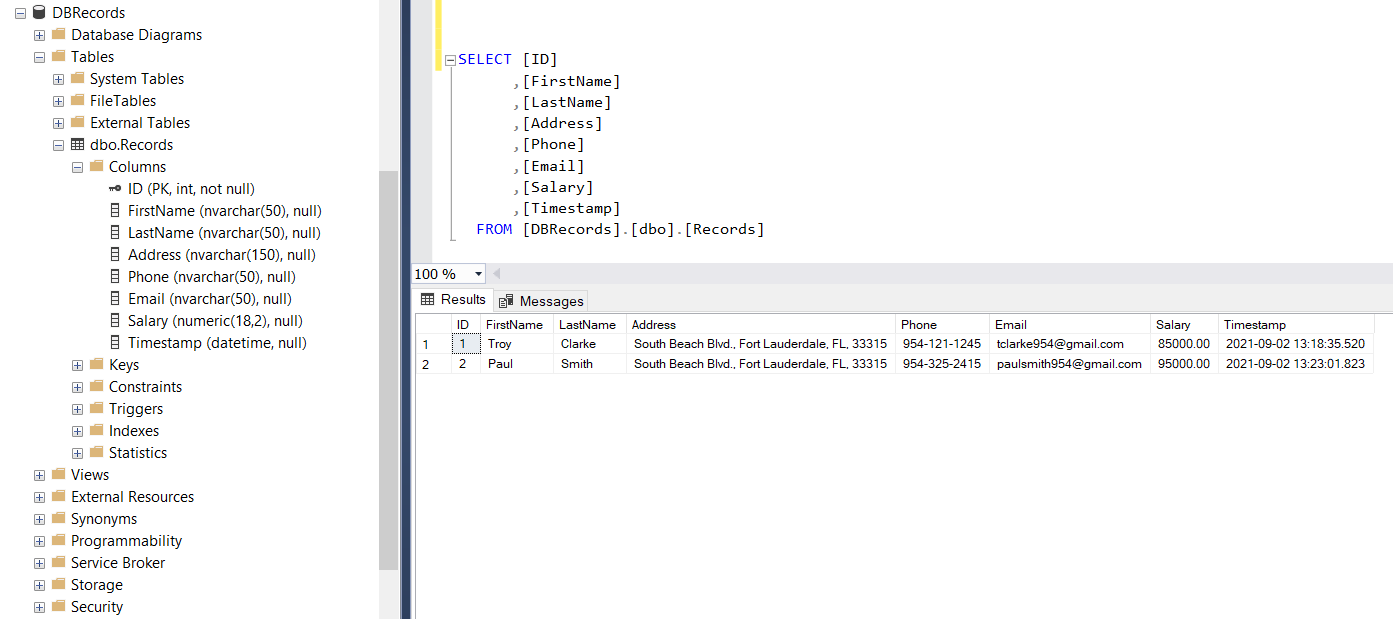 DBRecords
Database Diagrams
Tables
System Tables
FileTables
External Tables
dbo.Records
Columns
ID (PK, int, not null)
FirstName (nvarchar(50), null)
LastName (nvarchar(50), null)
Address (nvarchar(150), null)
Phone (nvarchar(50), null)
Email (nvarchar(50), null)
Salary (numeric(18,2), null)
Timestamp (datetime, null)
Keys
Constraints
Triggers
Indexes
Statistics
Views
External Resources
Synonyms
Programmability
Service Broker
Storage
Security
SELECT [ID]
,[FirstName]
,[LastName]
,[Address]
,[Phone]
,[Email]
,[Salary]
,[Timestamp]
FROM [DBRecords].[dbo].[Records]
100 %
Results Messages
ID FirstName LastName Address Phone Email Salary Timestamp
1 1 Troy Clarke South Beach Blvd., Fort Lauderdale, FL, 33315 954-121-1245 tclarke954@gmail.com 85000.00 2021-09-02 13:18:35.520
2 2 Paul Smith South Beach Blvd., Fort Lauderdale, FL, 33315 954-325-2415 paulsmith954@gmail.com 95000.00 2021-09-02 13:23:01.823